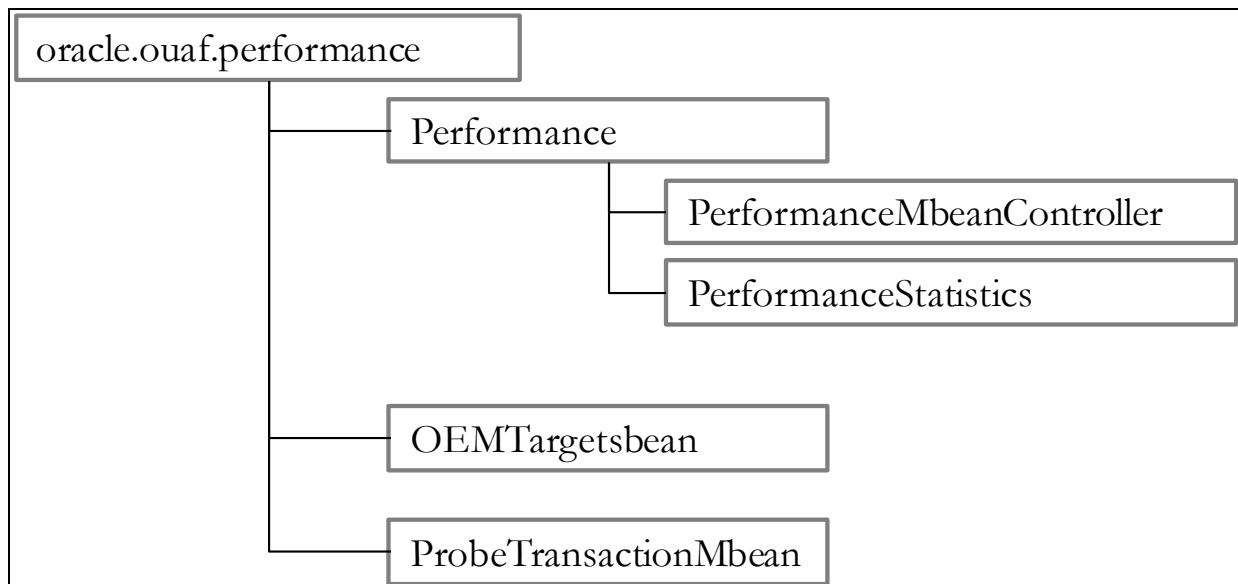 oracle.ouaf.performance
Performance
PerformanceMbeanController
PerformanceStatistics
OEMTargetsbean
ProbeTransactionMbean